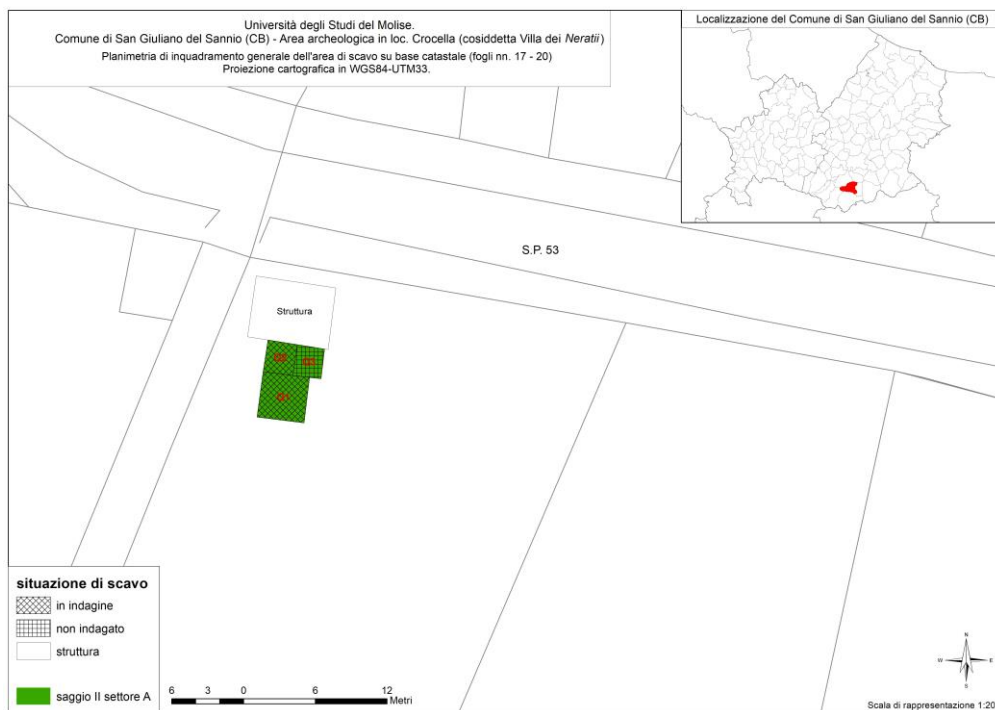 Università degli Studi del Molise.
Comune di San Giuliano del Sannio (CB) - Area archeologica in loc. Crocella (cosiddetta Villa dei Neratii)
Planimetria di inquadramento generale dell'area di scavo su base catastale (fogli nn. 17 - 20)
Proiezione cartografica in WGS84-UTM33.
Localizzazione del Comune di San Giuliano del Sannio (CB)
S.P. 53
Struttura
situazione di scavo
in indagine
non indagato
struttura
saggio II settore A
6 3 0 6 12
Metri
N
W E
S
Scala di rappresentazione 1:20